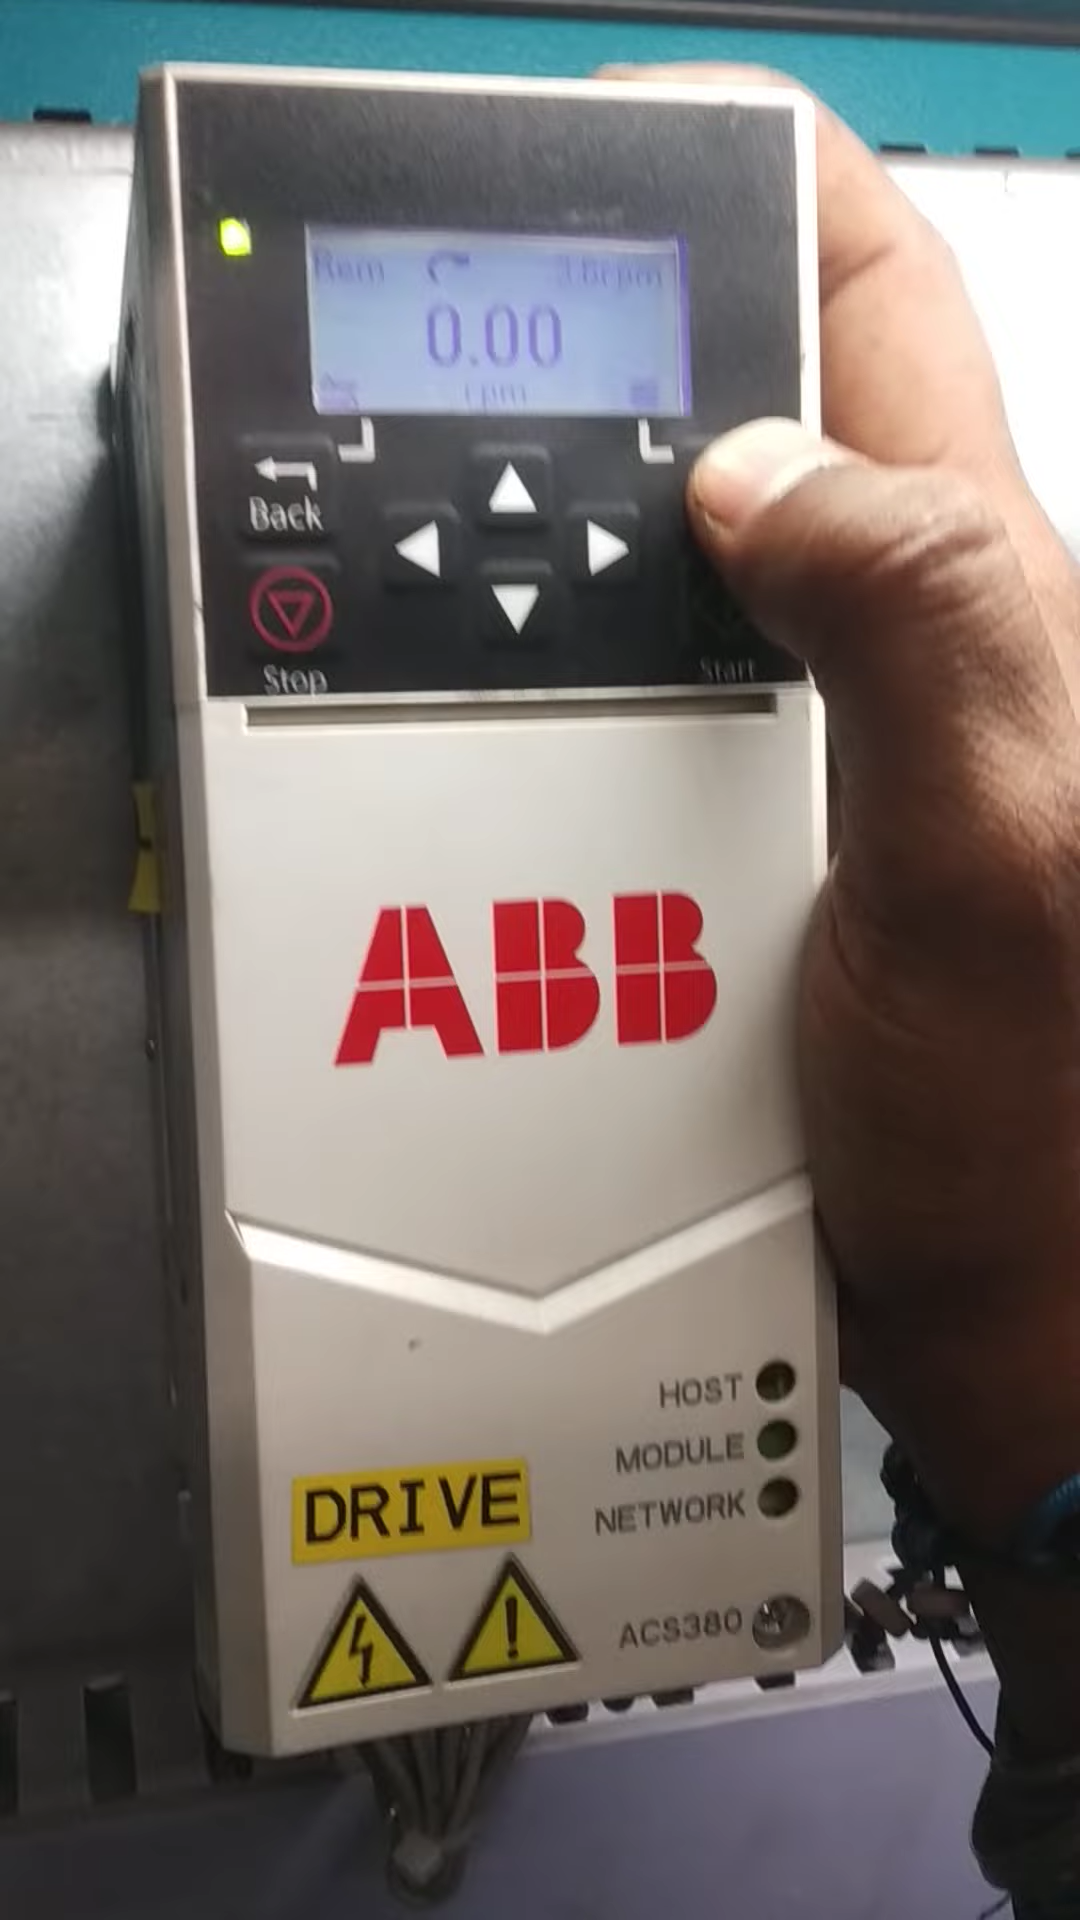 Rem
0.00
rpm
Back
Stop
Start
ABB
HOST
MODULE
NETWORK
DRIVE
ACS380